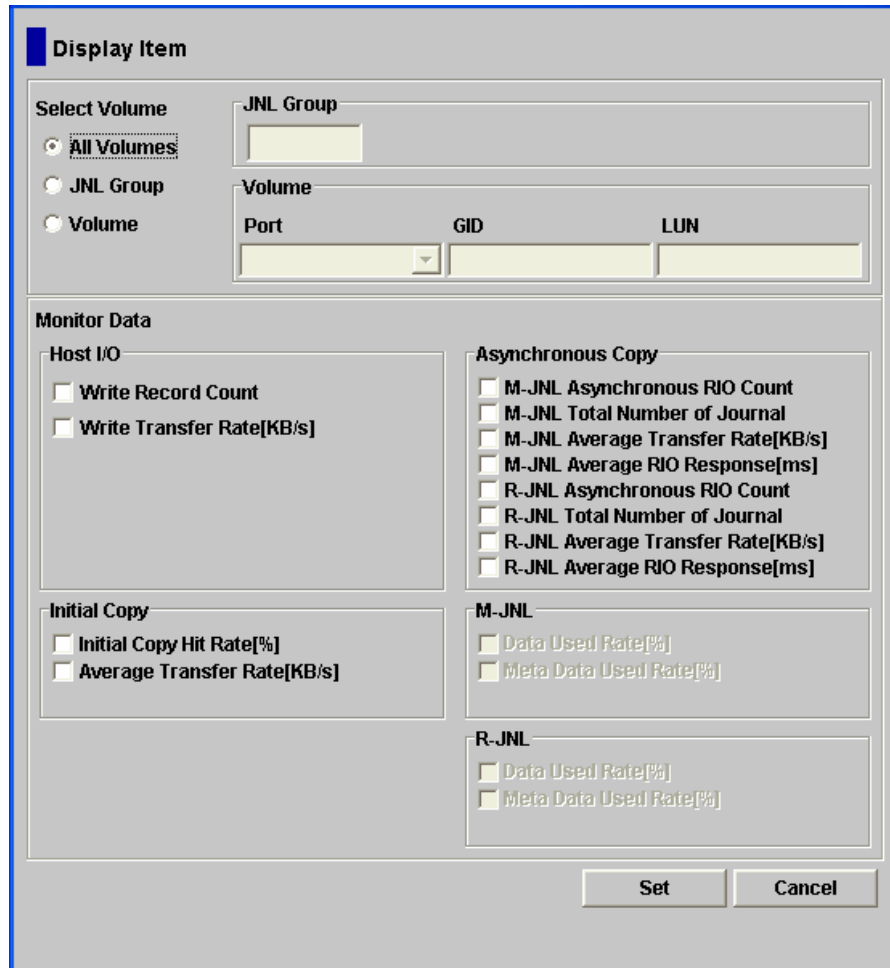 Display Item
Select Volume
All Volumes
JNL Group
Volume
JNL Group
Volume
Port GID LUN
Monitor Data
Host I/O
Write Record Count
Write Transfer Rate[KB/s]
Asynchronous Copy
M-JNL Asynchronous RIO Count
M-JNL Total Number of Journal
M-JNL Average Transfer Rate[KB/s]
M-JNL Average RIO Response[ms]
R-JNL Asynchronous RIO Count
R-JNL Total Number of Journal
R-JNL Average Transfer Rate[KB/s]
R-JNL Average RIO Response[ms]
Initial Copy
Initial Copy Hit Rate[%]
Average Transfer Rate[KB/s]
M-JNL
Data Used Rate[%]
Meta Data Used Rate[%]
R-JNL
Data Used Rate[%]
Meta Data Used Rate[%]
Set Cancel